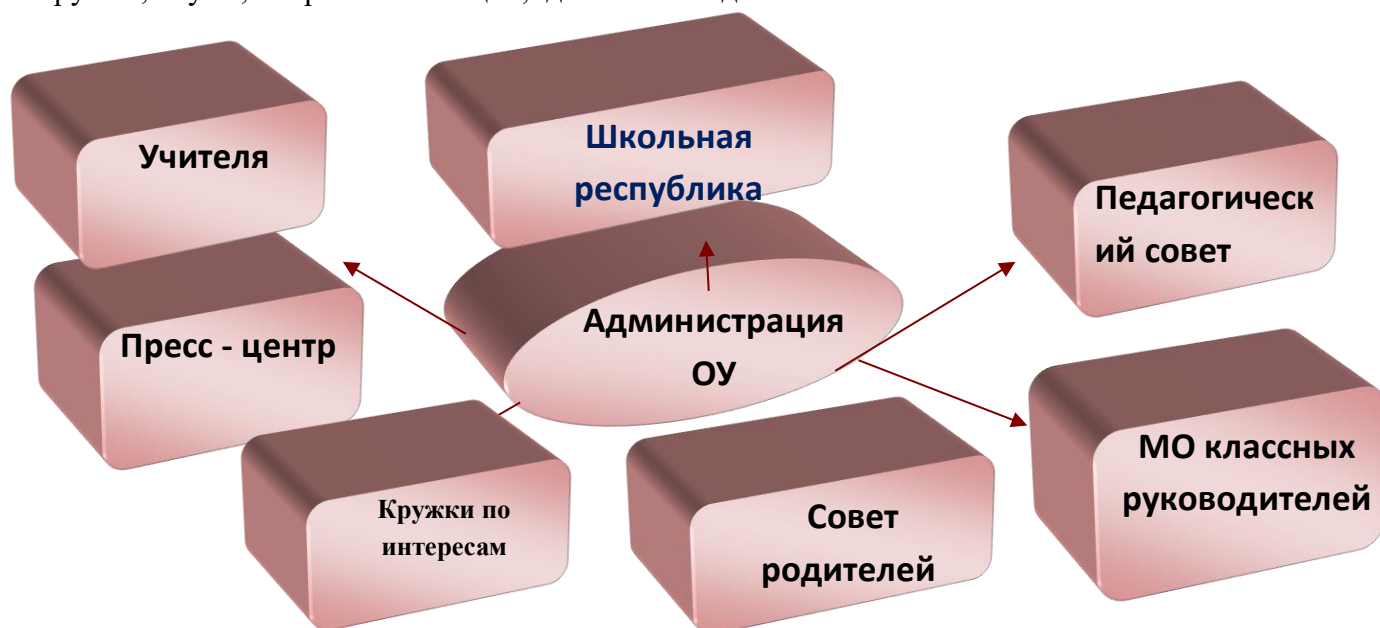 Учителя
Школьная
республика
Педагогическ
ий совет
Пресс - центр
Администрация
ОУ
МО классных
руководителей
Кружки по
интересам
Совет
родителей